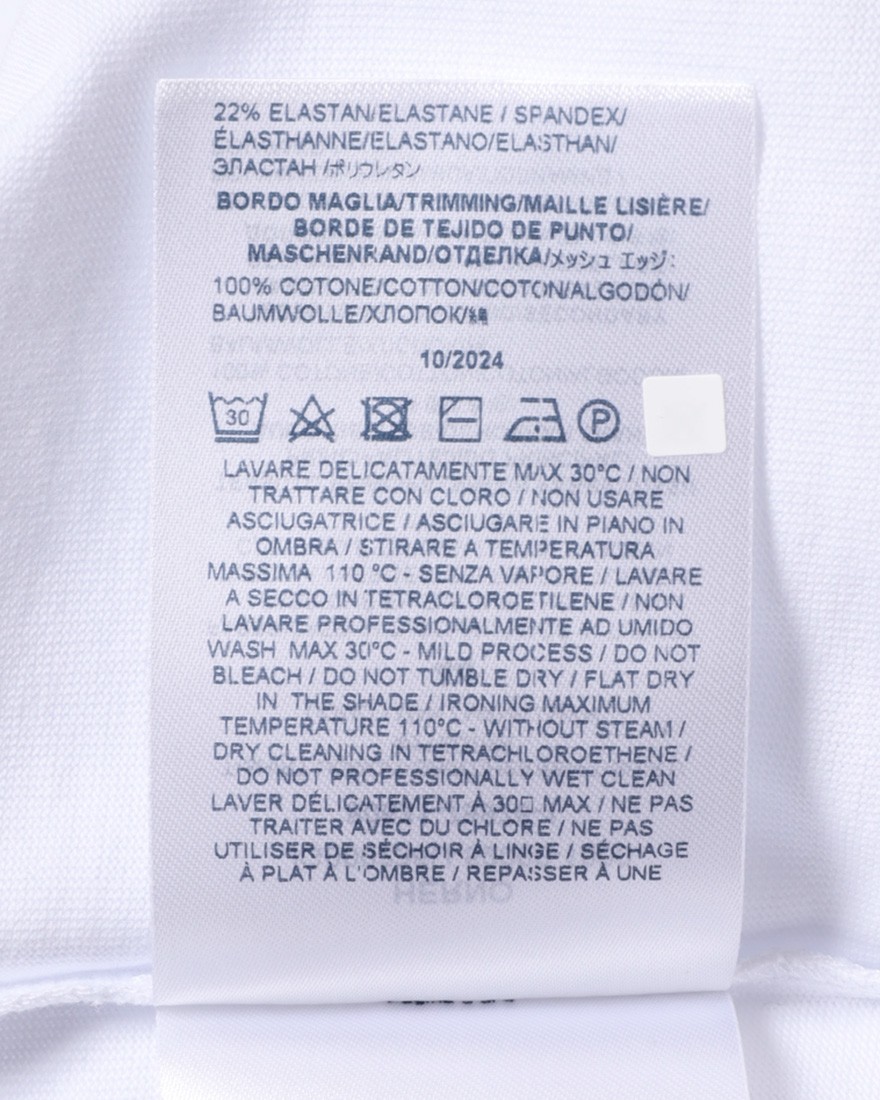 22% ELASTAN/ELASTANE / SPANDEX/
ÉLASTHANNE/ELASTANO/ELASTHAN/
ЭЛАСТАН /ポリウレタン
BORDO MAGLIA/TRIMMING/MAILLE LISIÈRE/
BORDE DE TEJIDO DE PUNTO/
MASCHENRAND/ОТДЕЛКА/メッシュ エッジ:
100% COTONE/COTTON/COTON/ALGODÓN/
BAUMWOLLE/ХЛОПОК/綿
10/2024
30 P
LAVARE DELICATAMENTE MAX 30°C / NON
TRATTARE CON CLORO / NON USARE
ASCIUGATRICE / ASCIUGARE IN PIANO IN
OMBRA / STIRARE A TEMPERATURA
MASSIMA 110 °C - SENZA VAPORE / LAVARE
A SECCO IN TETRACLOROETILENE / NON
LAVARE PROFESSIONALMENTE AD UMIDO
WASH MAX 30°C - MILD PROCESS / DO NOT
BLEACH / DO NOT TUMBLE DRY / FLAT DRY
IN THE SHADE / IRONING MAXIMUM
TEMPERATURE 110°C - WITHOUT STEAM /
DRY CLEANING IN TETRACHLOROETHENE /
DO NOT PROFESSIONALLY WET CLEAN
LAVER DÉLICATEMENT À 30□ MAX / NE PAS
TRAITER AVEC DU CHLORE / NE PAS
UTILISER DE SÉCHOIR À LINGE / SÉCHAGE
À PLAT À L'OMBRE / REPASSER À UNE
HERNO